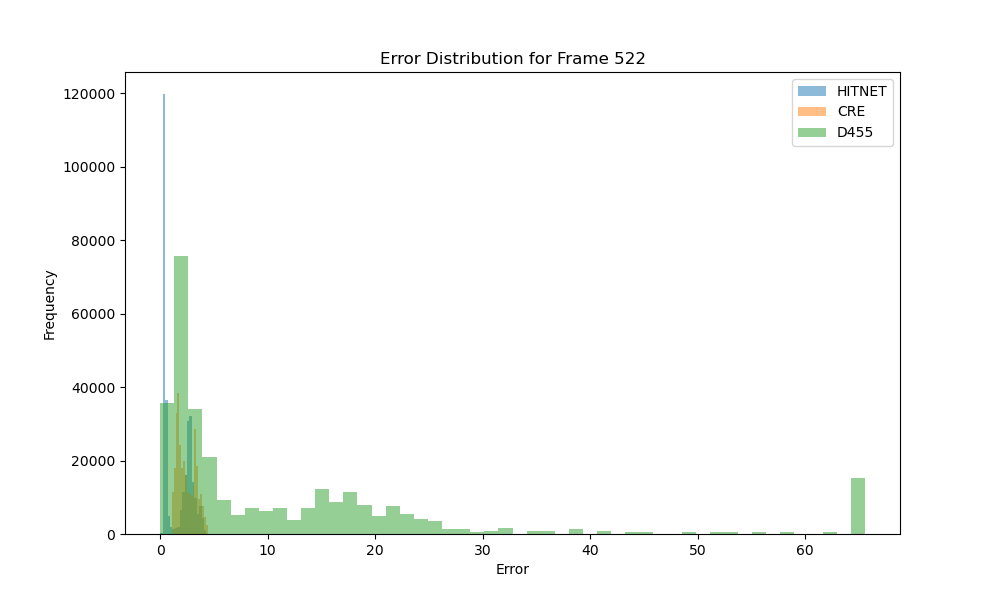 Error Distribution for Frame 522
HITNET
CRE
D455
120000
100000
80000
60000
40000
20000
0
Frequency
0 10 20 30 40 50 60
Error